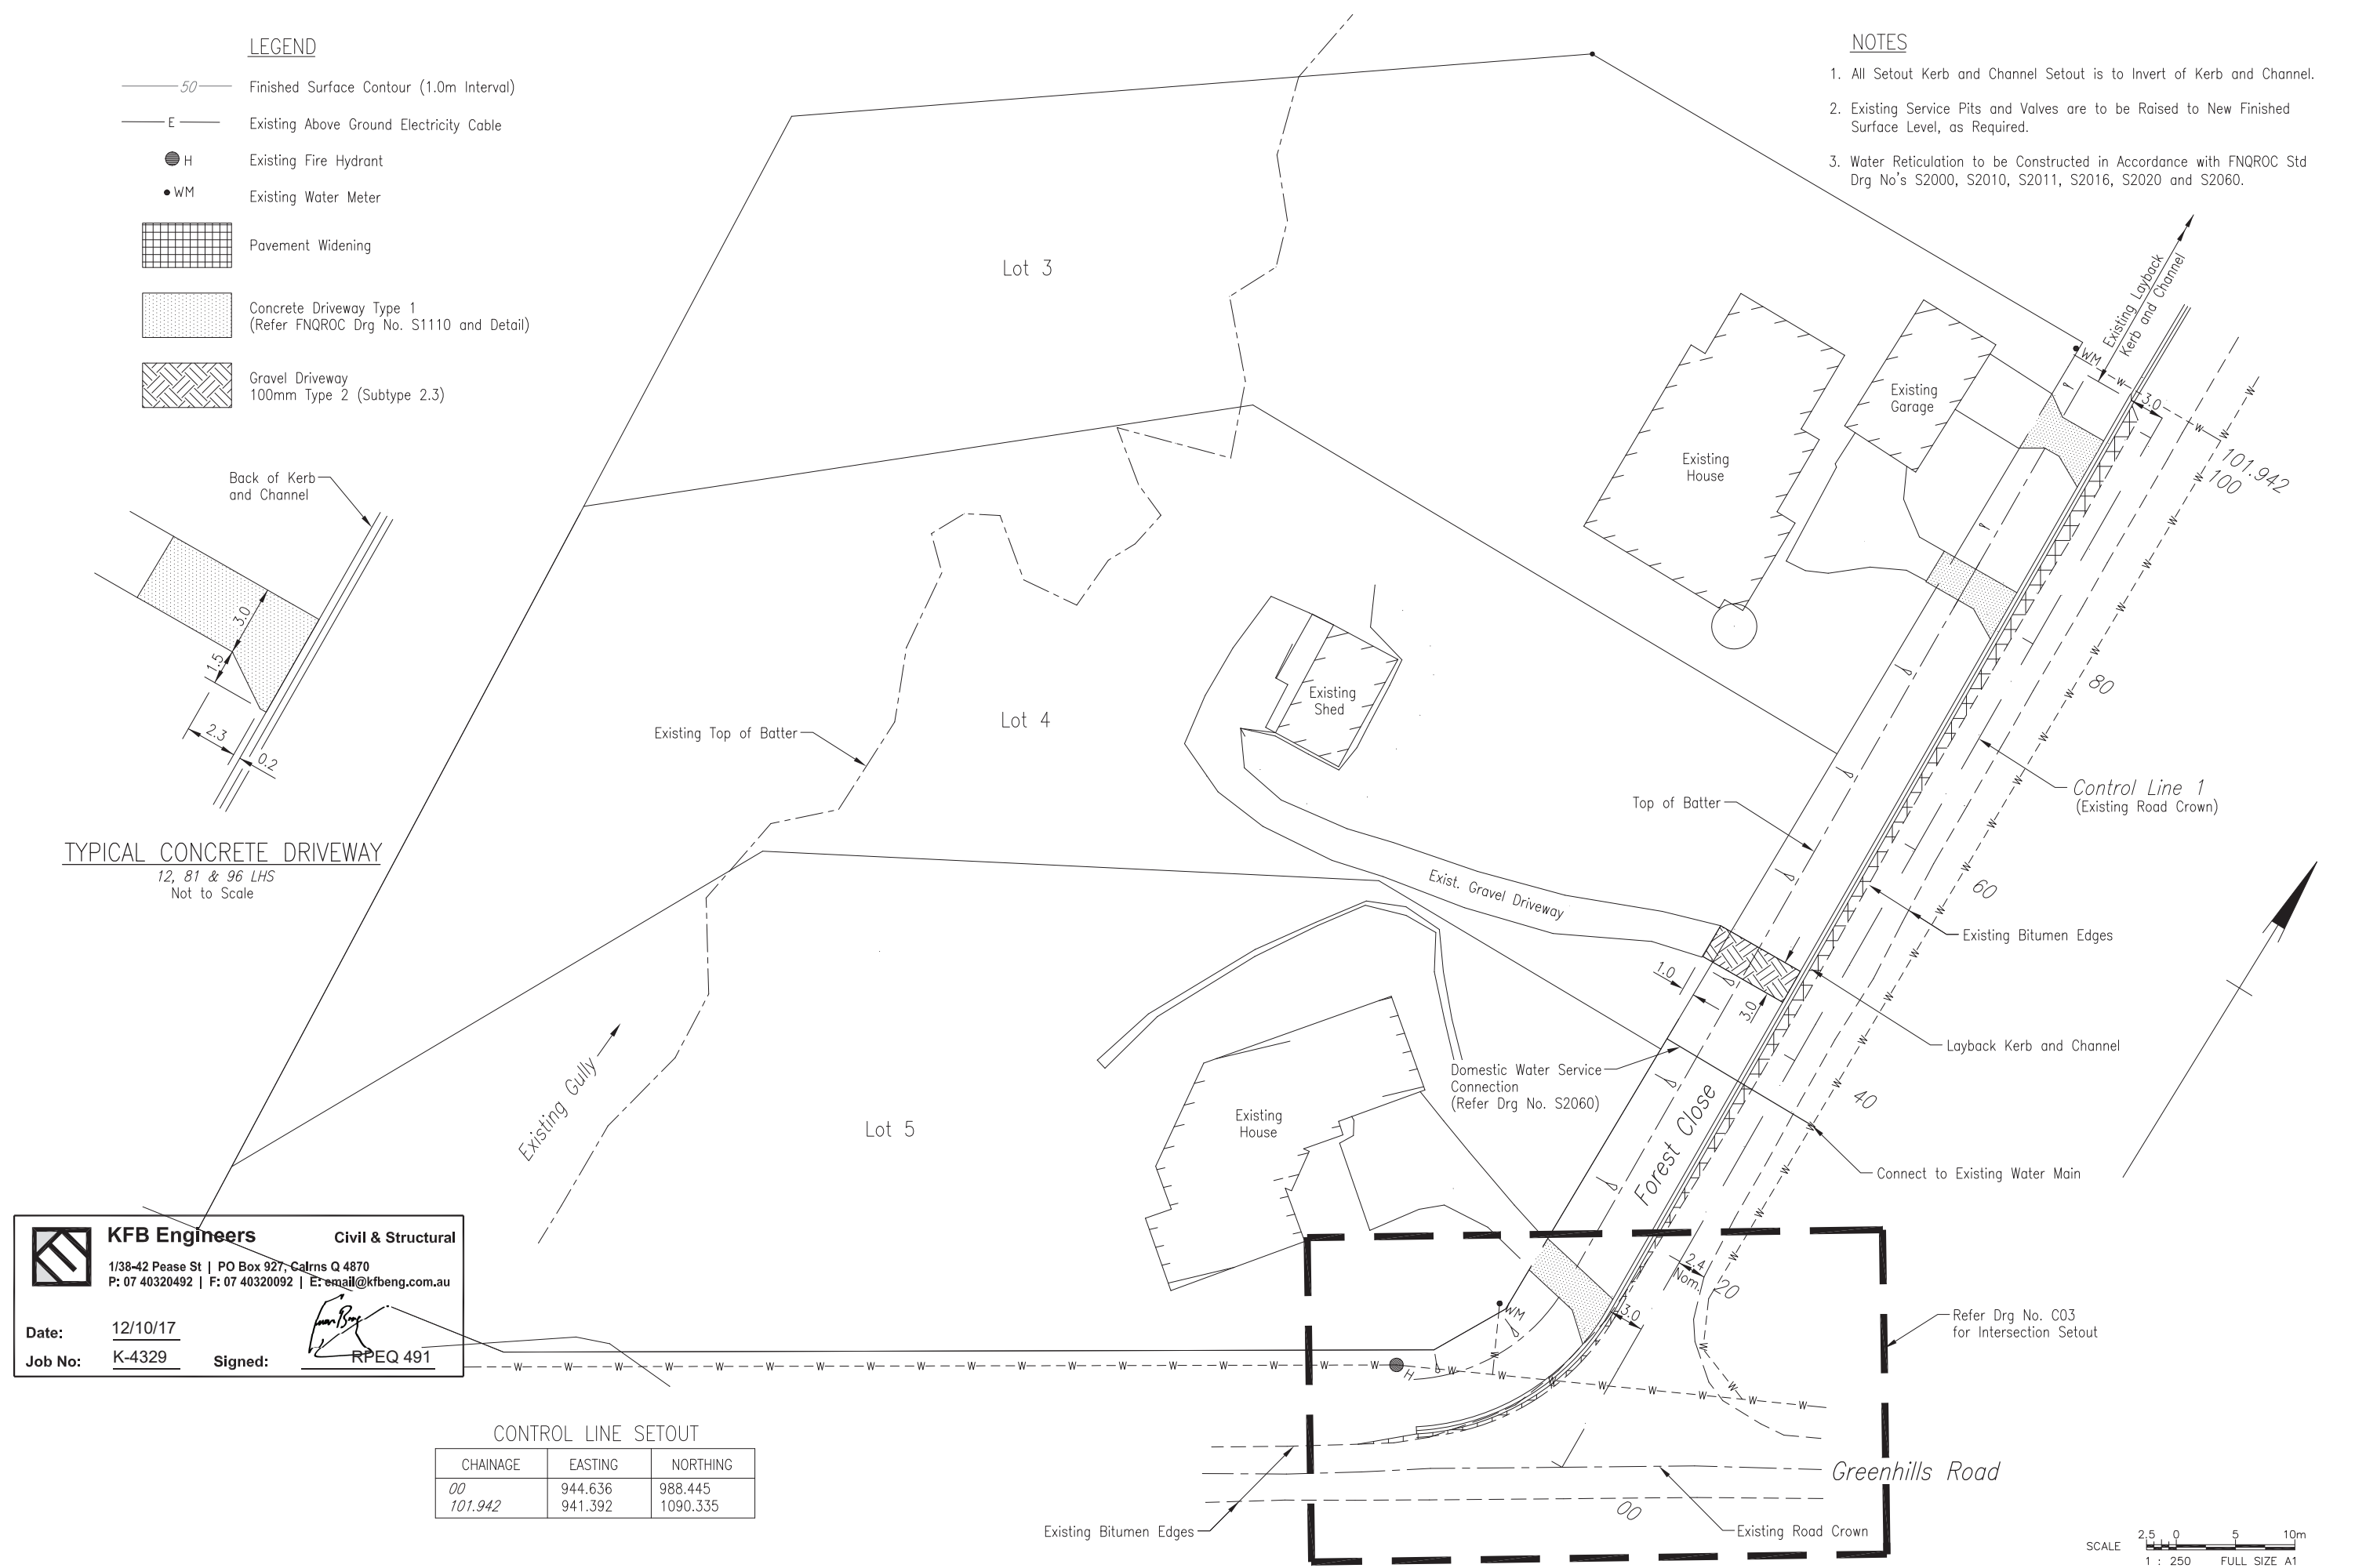 LEGEND
50
Finished Surface Contour (1.0m Interval)
E
Existing Above Ground Electricity Cable
H
Existing Fire Hydrant
WM
Existing Water Meter
Pavement Widening
Concrete Driveway Type 1
(Refer FNQROC Drg No. S1110 and Detail)
Gravel Driveway
100mm Type 2 (Subtype 2.3)
NOTES
1. All Setout Kerb and Channel Setout is to Invert of Kerb and Channel.
2. Existing Service Pits and Valves are to be Raised to New Finished
Surface Level, as Required.
3. Water Reticulation to be Constructed in Accordance with FNQROC Std
Drg No's S2000, S2010, S2011, S2016, S2020 and S2060.
Back of Kerb
and Channel
3.0
1.5
2.3
0.2
TYPICAL CONCRETE DRIVEWAY
12, 81 & 96 LHS
Not to Scale
Lot 3
Existing Layback
Kerb and Channel
WM
W
3.0
W
W
W
101.942
100
Existing
Garage
Existing
House
Existing
Shed
Lot 4
Existing Top of Batter
80
Control Line 1
(Existing Road Crown)
Top of Batter
Exist. Gravel Driveway
60
Existing Bitumen Edges
1.0
3.0
Layback Kerb and Channel
Domestic Water Service
Connection
(Refer Drg No. S2060)
40
Forest Close
Connect to Existing Water Main
Existing Gully
Lot 5
Existing
House
2.4
Nom.
20
3.0
WM
H
Refer Drg No. C03
for Intersection Setout
KFB Engineers
Civil & Structural
1/38-42 Pease St | PO Box 927, Cairns Q 4870
P: 07 40320492 | F: 07 40320092 | E: email@kfbeng.com.au
Date: 12/10/17
Job No: K-4329
Signed: RPEQ 491
W W W W W W W W W W W W W W W W W W
W W W W W W W W
CONTROL LINE SETOUT
CHAINAGE EASTING NORTHING
00 944.636 988.445
101.942 941.392 1090.335
Greenhills Road
00
Existing Bitumen Edges
Existing Road Crown
SCALE
2.5 0 5 10m
1 : 250 FULL SIZE A1